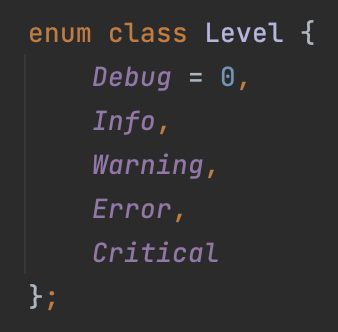 enum class Level {
    Debug = 0,
    Info,
    Warning,
    Error,
    Critical
};